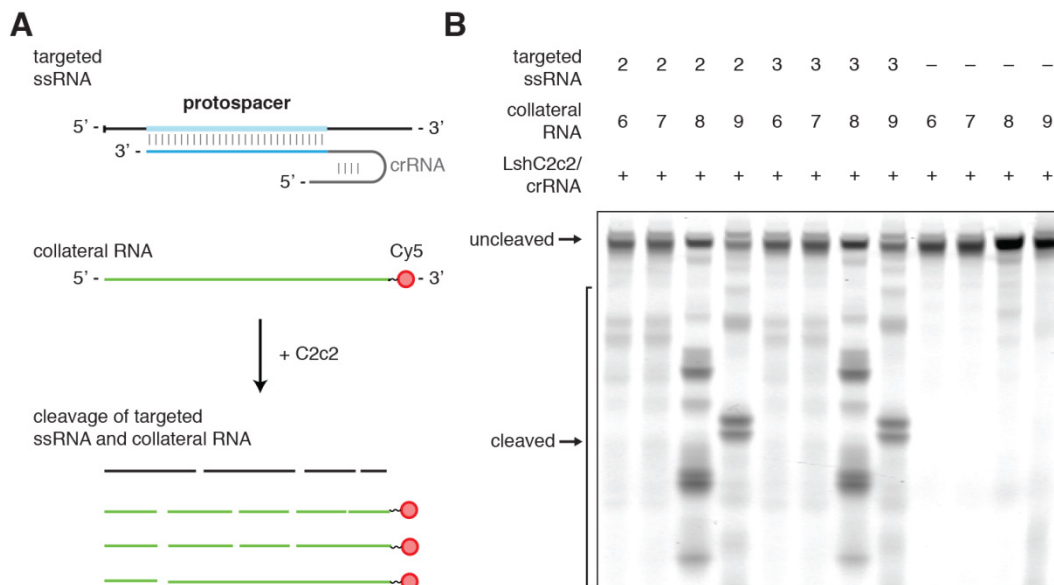 A
targeted
ssRNA
protospacer
5' - - 3'
3' -
crRNA
5' -
collateral RNA Cy5
5' - - 3'
+ C2c2
cleavage of targeted
ssRNA and collateral RNA
B
targeted
ssRNA 2 2 2 2 3 3 3 3 – – – –
collateral
RNA 6 7 8 9 6 7 8 9 6 7 8 9
LshC2c2/
crRNA + + + + + + + + + + + +
uncleaved
cleaved